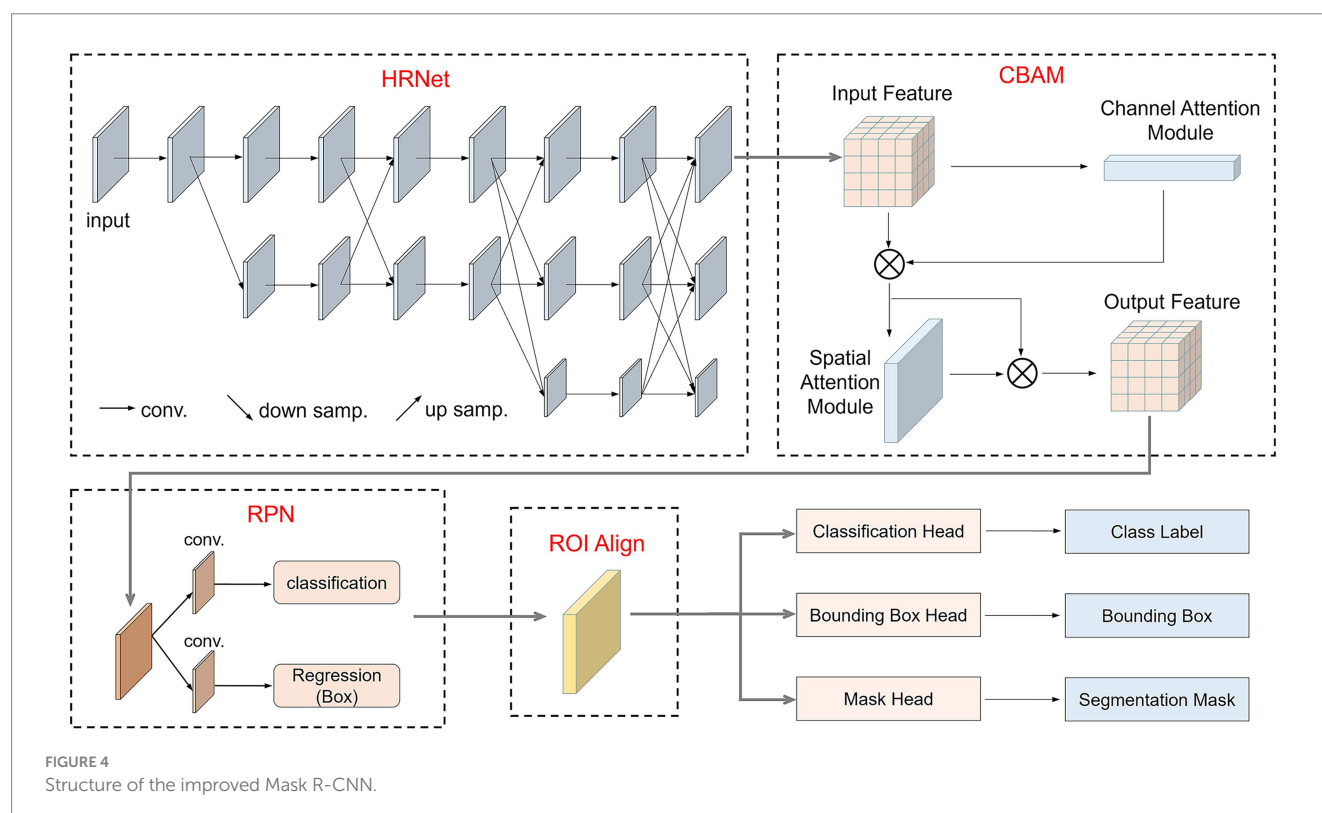 HRNet
input
conv.
down samp.
up samp.
CBAM
Input Feature
Channel Attention
Module
Spatial
Attention
Module
Output Feature
RPN
conv.
classification
conv.
Regression
(Box)
ROI Align
Classification Head
Class Label
Bounding Box Head
Bounding Box
Mask Head
Segmentation Mask
FIGURE 4
Structure of the improved Mask R-CNN.